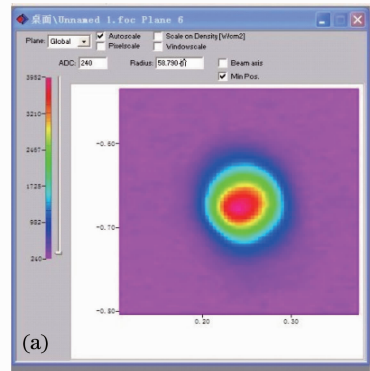 桌面\Unnamed 1.foc Plane 6
Plane: Global Autoscale Scale on Density[W/cm2]
Pixelscale Windowscale
ADC: 240 Radius: 58.790 Beam axis
Min Pos.
3952
3210
2467
1725
982
240
-0.60
-0.70
-0.80
0.20 0.30
(a)